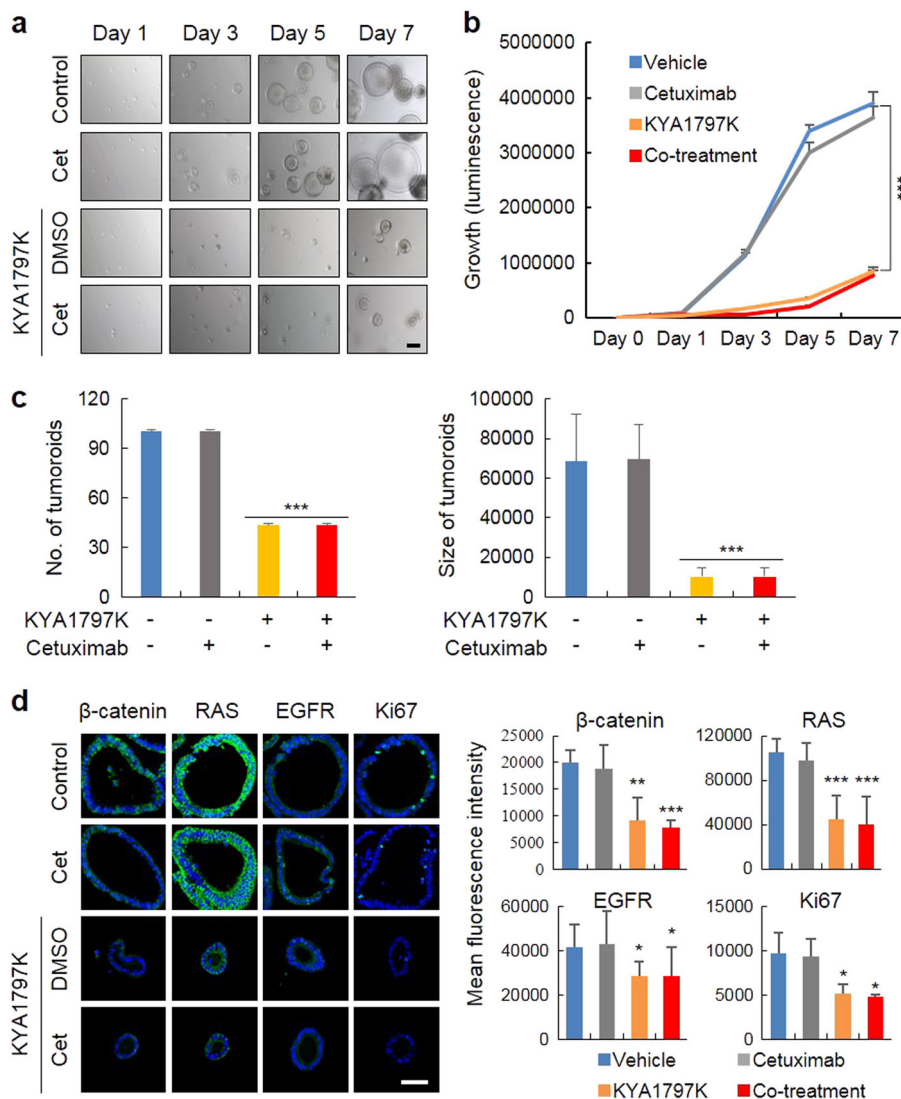 a
Day 1 Day 3 Day 5 Day 7
Control
Cet
KYA1797K
DMSO
Cet
b
5000000
4000000
3000000
2000000
1000000
0
Growth (luminescence)
Vehicle
Cetuximab
KYA1797K
Co-treatment
***
Day 0 Day 1 Day 3 Day 5 Day 7
c
120
90
60
30
0
No. of tumoroids
***
KYA1797K - - + +
Cetuximab - + - +
100000
80000
60000
40000
20000
0
Size of tumoroids
***
- - + +
- + - +
d
β-catenin RAS EGFR Ki67
Control
Cet
KYA1797K
DMSO
Cet
Mean fluorescence intensity
β-catenin
25000
20000
15000
10000
5000
0
** ***
RAS
120000
80000
40000
0
*** ***
EGFR
60000
40000
20000
0
* *
Ki67
15000
10000
5000
0
* *
Vehicle Cetuximab
KYA1797K Co-treatment